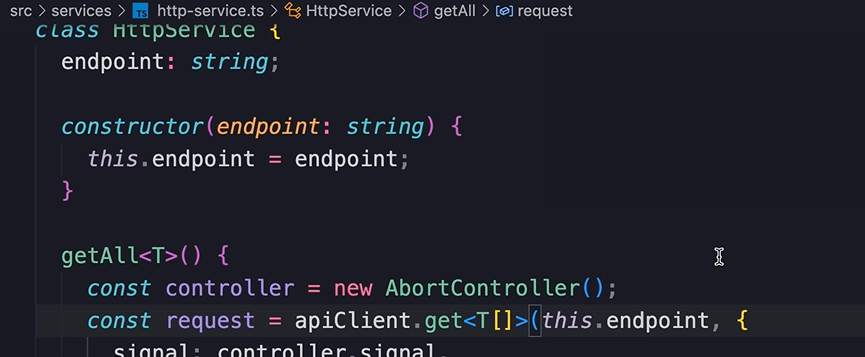 src > services > TS http-service.ts > HttpService > getAll > request
class HttpService {
endpoint: string;
constructor(endpoint: string) {
this.endpoint = endpoint;
}
getAll<T>() {
const controller = new AbortController();
const request = apiClient.get<T[]>(this.endpoint, {
signal: controller.signal,